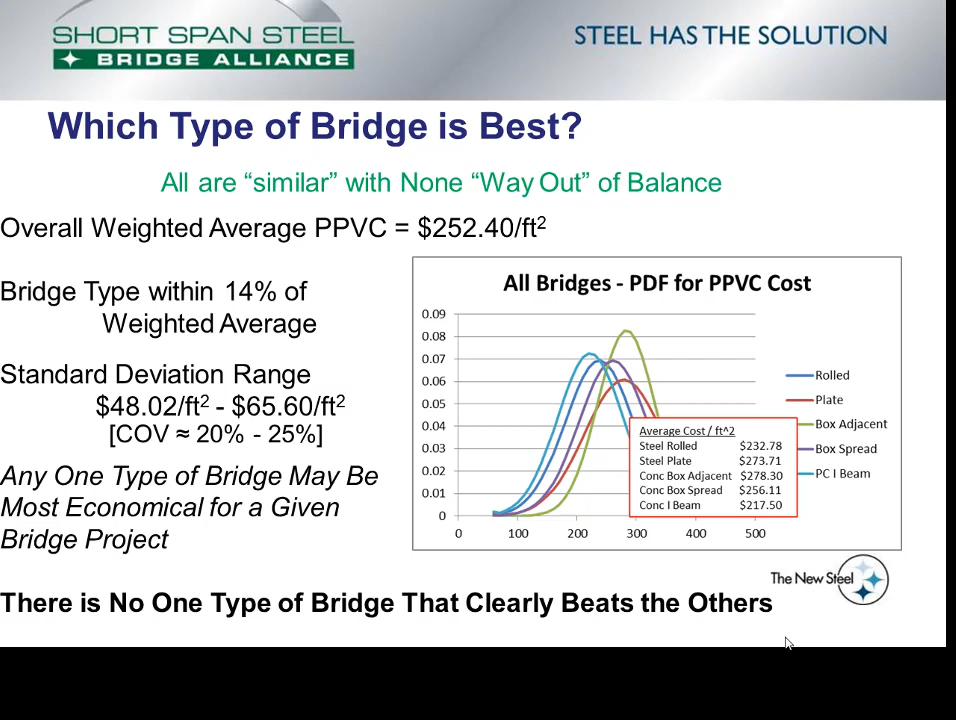 SHORT SPAN STEEL
BRIDGE ALLIANCE
STEEL HAS THE SOLUTION
Which Type of Bridge is Best?
All are “similar” with None “Way Out” of Balance
Overall Weighted Average PPVC = $252.40/ft2
Bridge Type within 14% of
Weighted Average
Standard Deviation Range
$48.02/ft2 - $65.60/ft2
[COV ≈ 20% - 25%]
Any One Type of Bridge May Be
Most Economical for a Given
Bridge Project
All Bridges - PDF for PPVC Cost
0.09
0.08
0.07
0.06
0.05
0.04
0.03
0.02
0.01
0
0 100 200 300 400 500
Rolled
Plate
Box Adjacent
Box Spread
PC I Beam
Average Cost / ft^2
Steel Rolled $232.78
Steel Plate $273.71
Conc Box Adjacent $278.30
Conc Box Spread $256.11
Conc I Beam $217.50
The New Steel
There is No One Type of Bridge That Clearly Beats the Others